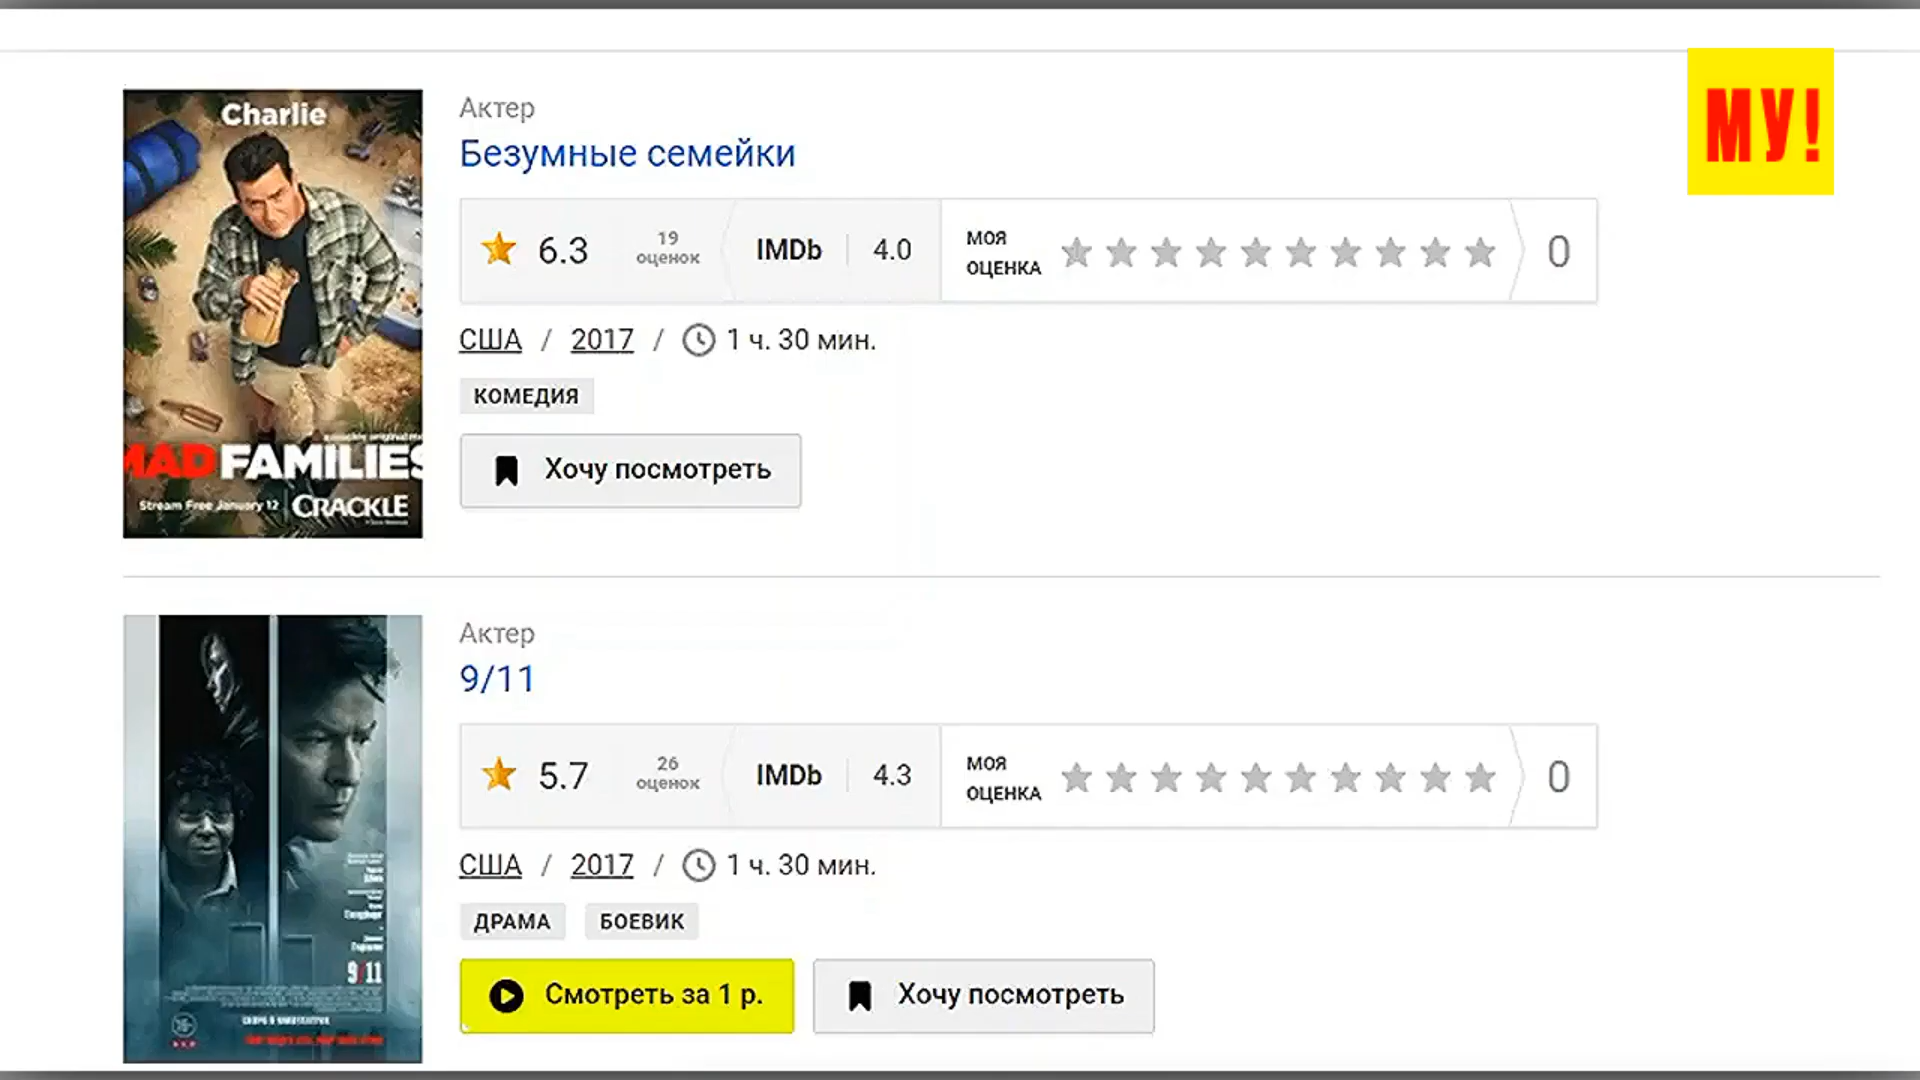 МУ!
Charlie
MAD FAMILIES
Stream Free January 12 CRACKLE
Актер
Безумные семейки
6.3 19 оценок IMDb 4.0 МОЯ ОЦЕНКА 0
США / 2017 / 1 ч. 30 мин.
КОМЕДИЯ
Хочу посмотреть
9/11
Актер
9/11
5.7 26 оценок IMDb 4.3 МОЯ ОЦЕНКА 0
США / 2017 / 1 ч. 30 мин.
ДРАМА БОЕВИК
Смотреть за 1 р. Хочу посмотреть